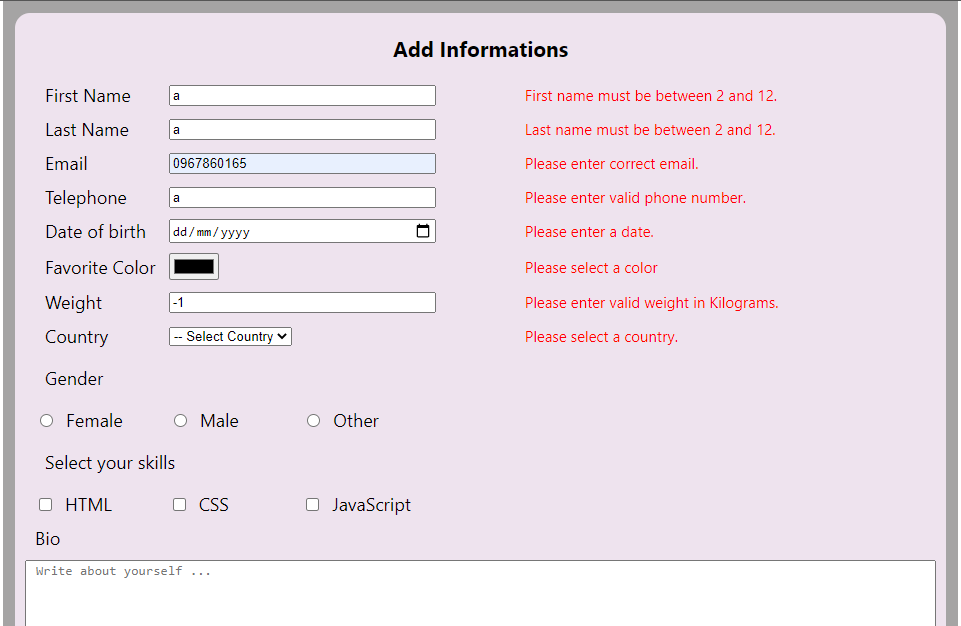 Add Informations
First Name a First name must be between 2 and 12.
Last Name a Last name must be between 2 and 12.
Email 0967860165 Please enter correct email.
Telephone a Please enter valid phone number.
Date of birth dd/mm/yyyy Please enter a date.
Favorite Color Please select a color
Weight -1 Please enter valid weight in Kilograms.
Country -- Select Country Please select a country.
Gender
Female Male Other
Select your skills
HTML CSS JavaScript
Bio
Write about yourself ...